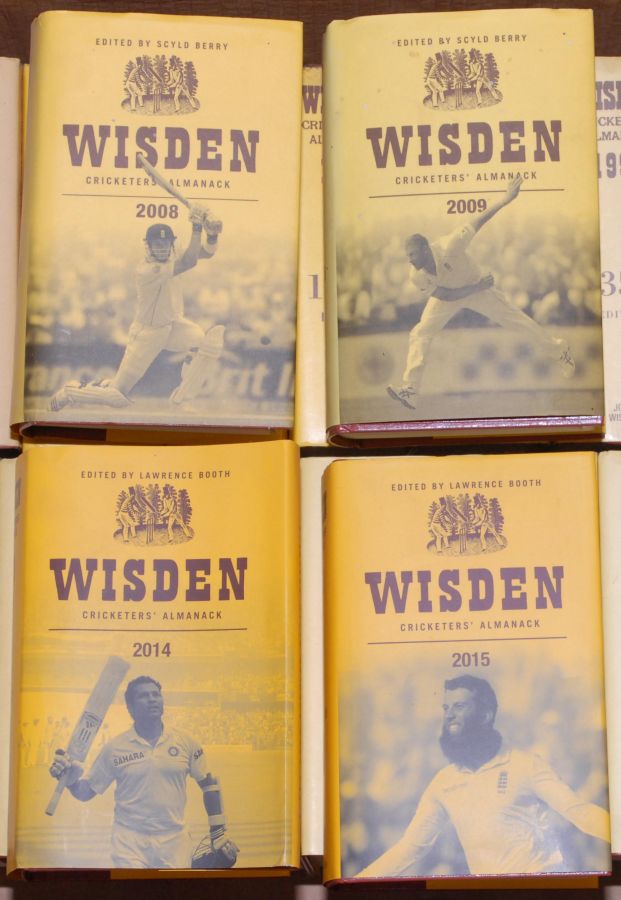 EDITED BY SCYLD BERRY
WISDEN
CRICKETERS' ALMANACK
2008
EDITED BY SCYLD BERRY
WISDEN
CRICKETERS' ALMANACK
2009
EDITED BY LAWRENCE BOOTH
WISDEN
CRICKETERS' ALMANACK
2014
SAHARA
EDITED BY LAWRENCE BOOTH
WISDEN
CRICKETERS' ALMANACK
2015